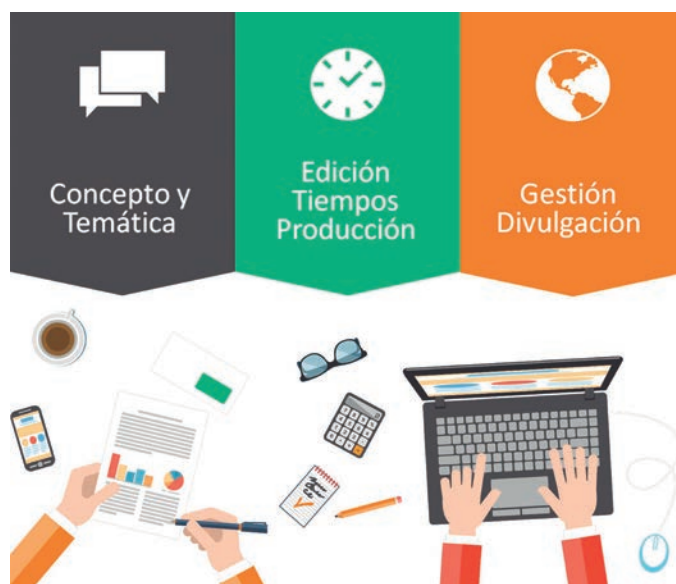 Concepto y
Temática
Edición
Tiempos
Producción
Gestión
Divulgación